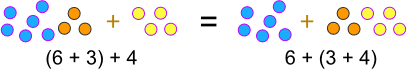 + = +
(6 + 3) + 4 6 + (3 + 4)